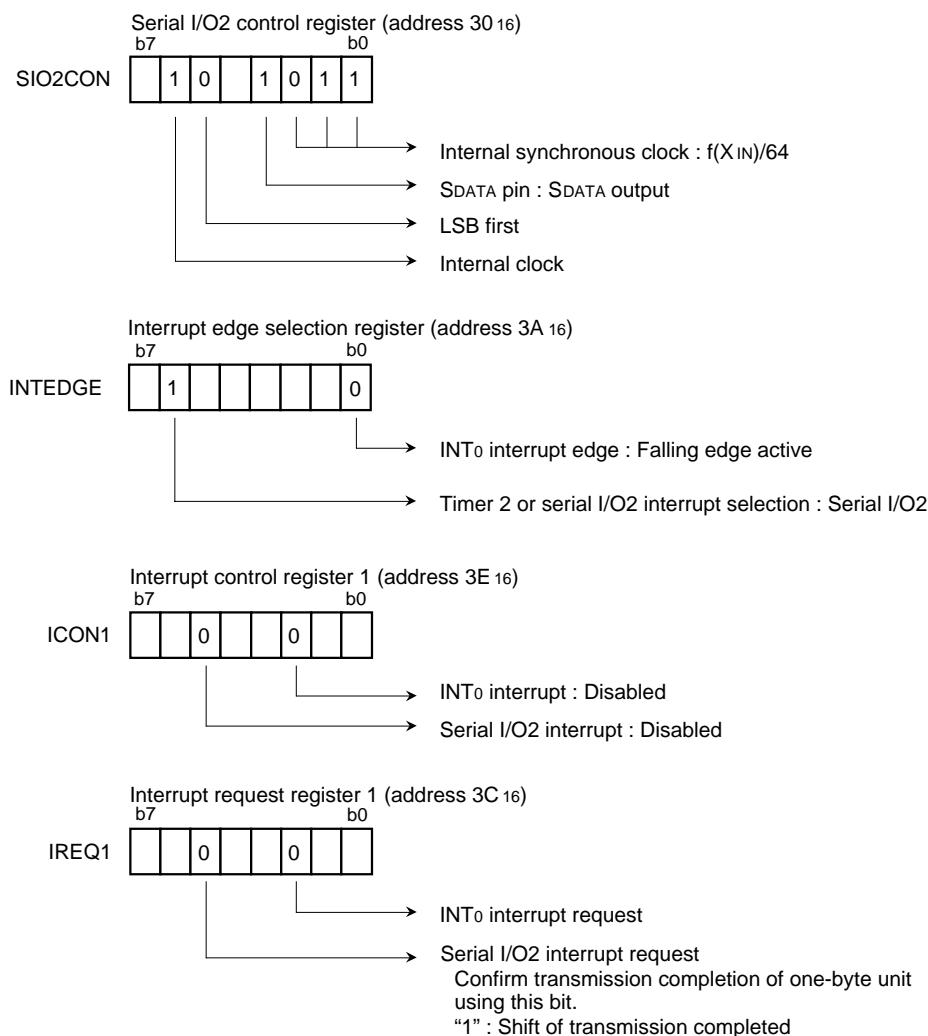 Serial I/O2 control register (address 30 16)
b7 b0
SIO2CON 1 0 1 0 1 1
Internal synchronous clock : f(XIN)/64
SDATA pin : SDATA output
LSB first
Internal clock
Interrupt edge selection register (address 3A 16)
b7 b0
INTEDGE 1 0
INT0 interrupt edge : Falling edge active
Timer 2 or serial I/O2 interrupt selection : Serial I/O2
Interrupt control register 1 (address 3E 16)
b7 b0
ICON1 0 0
INT0 interrupt : Disabled
Serial I/O2 interrupt : Disabled
Interrupt request register 1 (address 3C 16)
b7 b0
IREQ1 0 0
INT0 interrupt request
Serial I/O2 interrupt request
Confirm transmission completion of one-byte unit
using this bit.
“1” : Shift of transmission completed